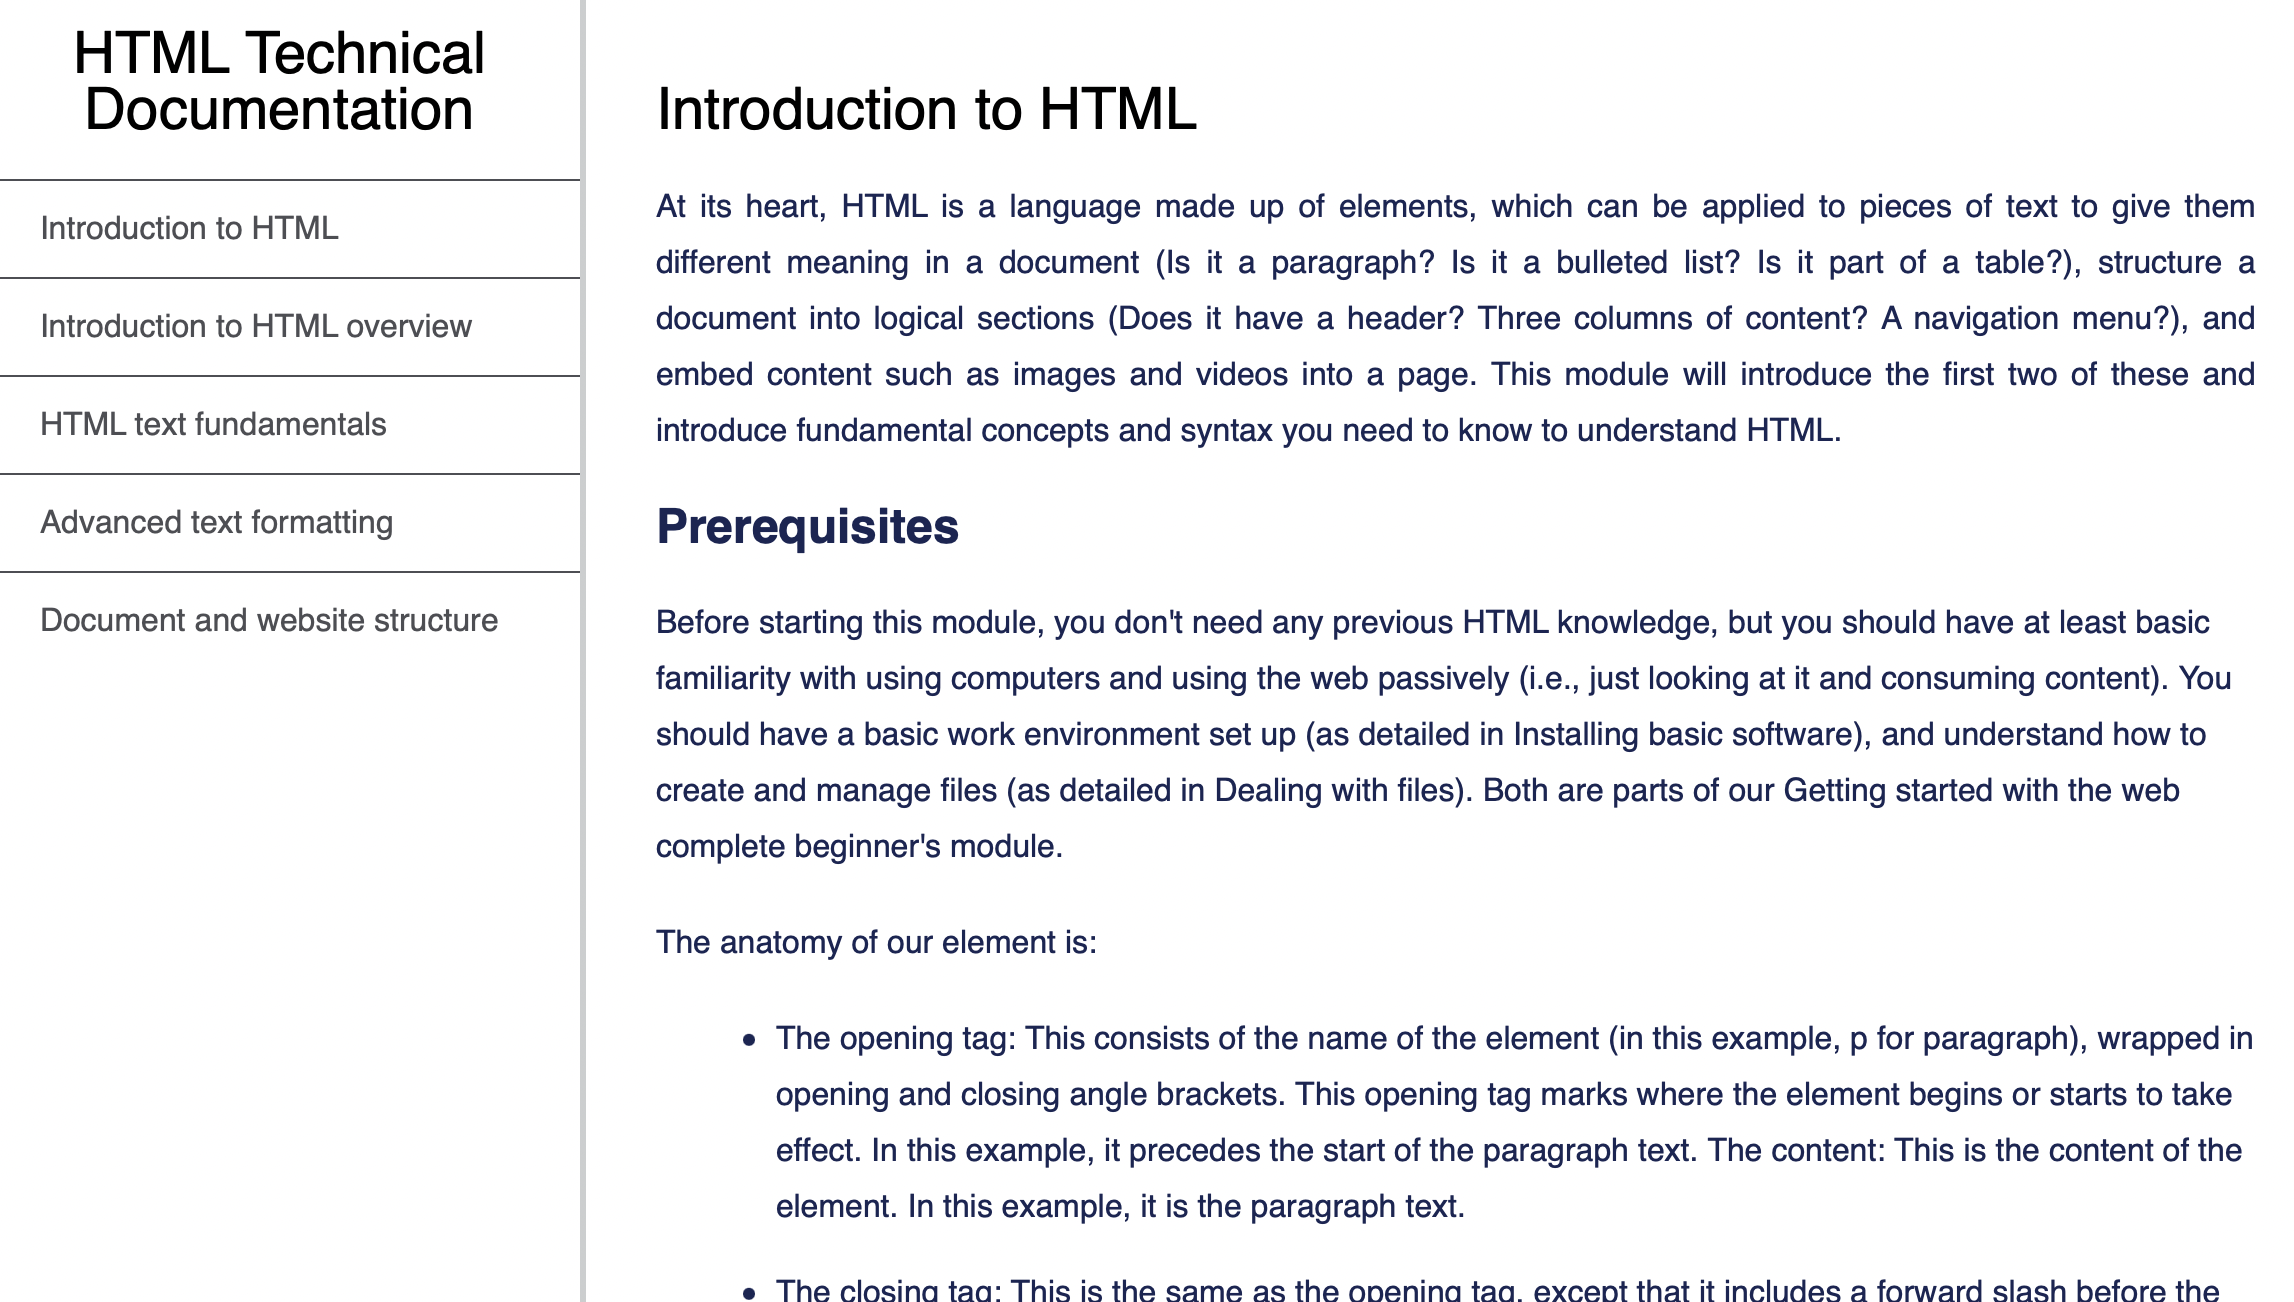 HTML Technical
Documentation
Introduction to HTML
Introduction to HTML overview
HTML text fundamentals
Advanced text formatting
Document and website structure
Introduction to HTML
At its heart, HTML is a language made up of elements, which can be applied to pieces of text to give them
different meaning in a document (Is it a paragraph? Is it a bulleted list? Is it part of a table?), structure a
document into logical sections (Does it have a header? Three columns of content? A navigation menu?), and
embed content such as images and videos into a page. This module will introduce the first two of these and
introduce fundamental concepts and syntax you need to know to understand HTML.
Prerequisites
Before starting this module, you don't need any previous HTML knowledge, but you should have at least basic
familiarity with using computers and using the web passively (i.e., just looking at it and consuming content). You
should have a basic work environment set up (as detailed in Installing basic software), and understand how to
create and manage files (as detailed in Dealing with files). Both are parts of our Getting started with the web
complete beginner's module.
The anatomy of our element is:
• The opening tag: This consists of the name of the element (in this example, p for paragraph), wrapped in
opening and closing angle brackets. This opening tag marks where the element begins or starts to take
effect. In this example, it precedes the start of the paragraph text. The content: This is the content of the
element. In this example, it is the paragraph text.
• The closing tag: This is the same as the opening tag, except that it includes a forward slash before the